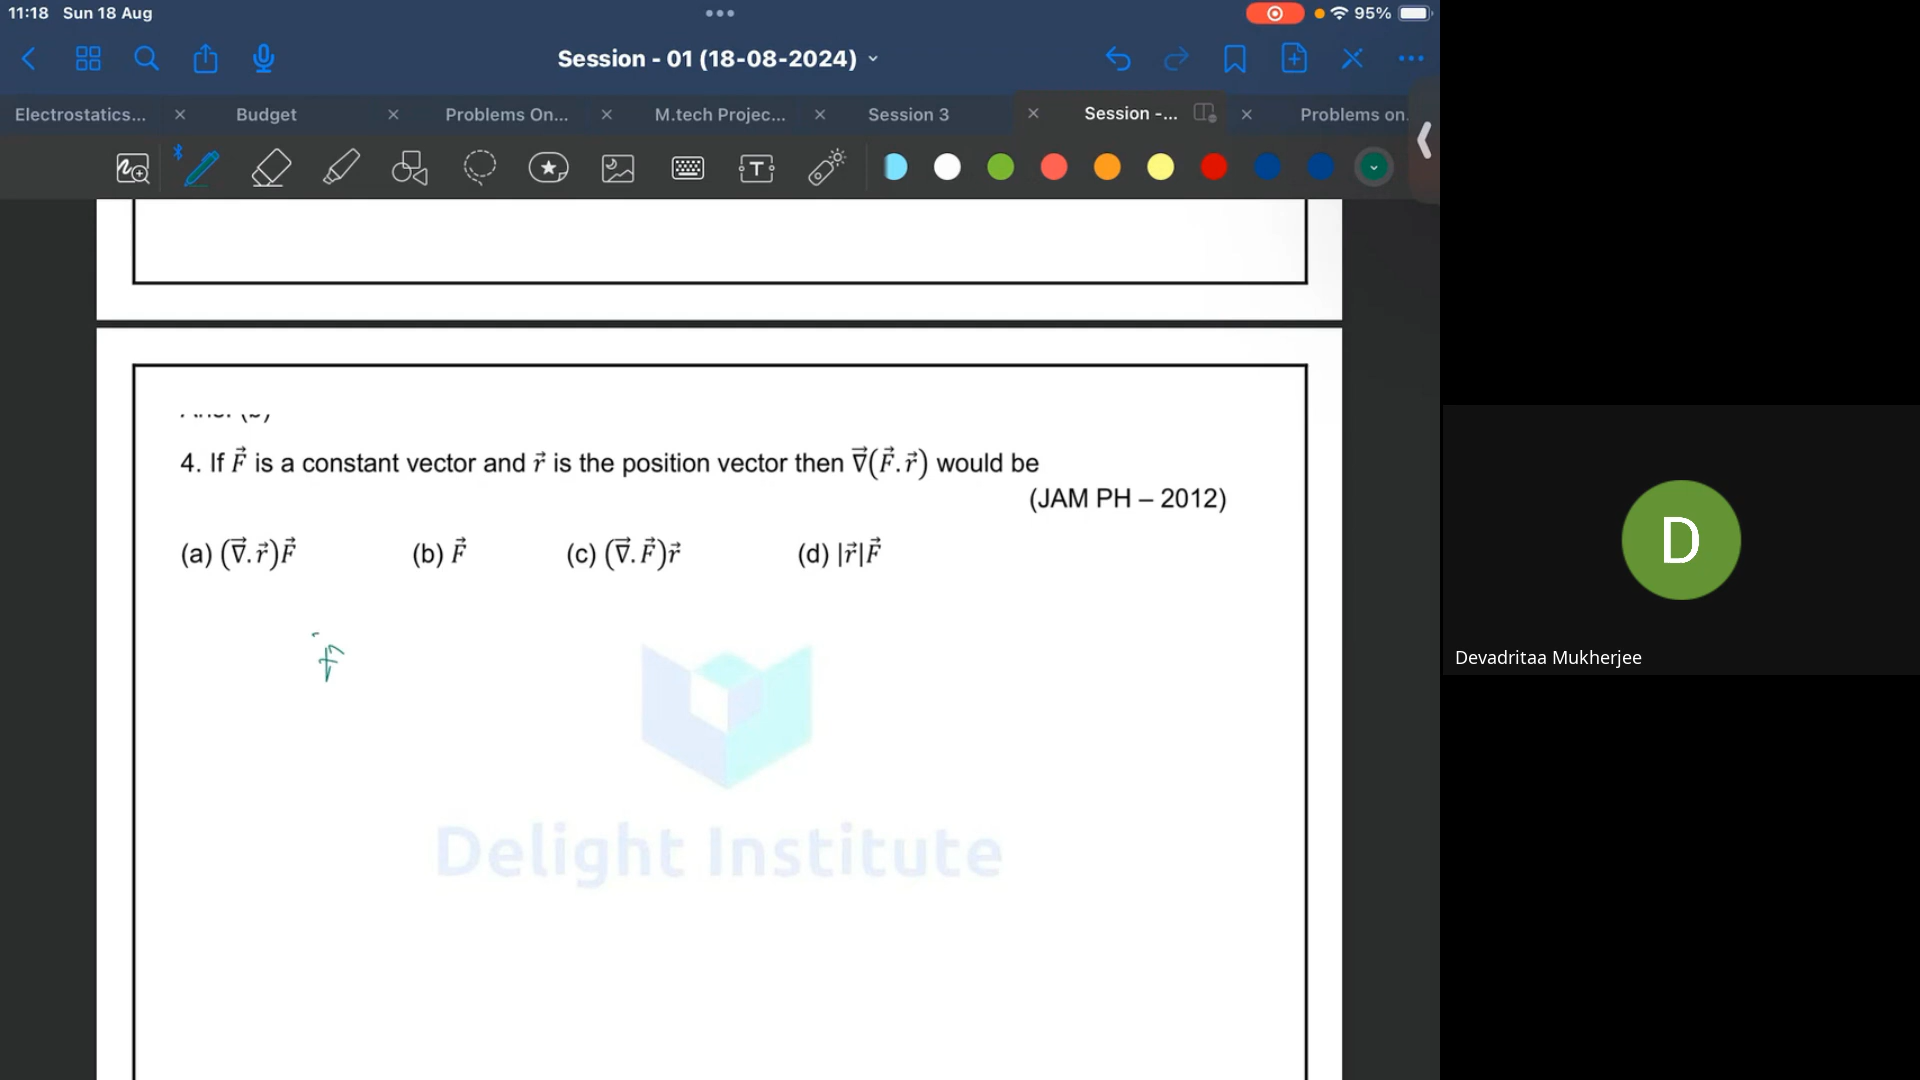 11:18 Sun 18 Aug
95%
Session - 01 (18-08-2024)
Electrostatics... Budget Problems On... M.tech Projec... Session 3 Session -... Problems on.
4. If F⃗ is a constant vector and r⃗ is the position vector then ∇⃗(F⃗.r⃗) would be
(JAM PH – 2012)
(a) (∇⃗.r⃗)F⃗ (b) F⃗ (c) (∇⃗.F⃗)r⃗ (d) |r⃗|F⃗
F
Delight Institute
D
Devadritaa Mukherjee